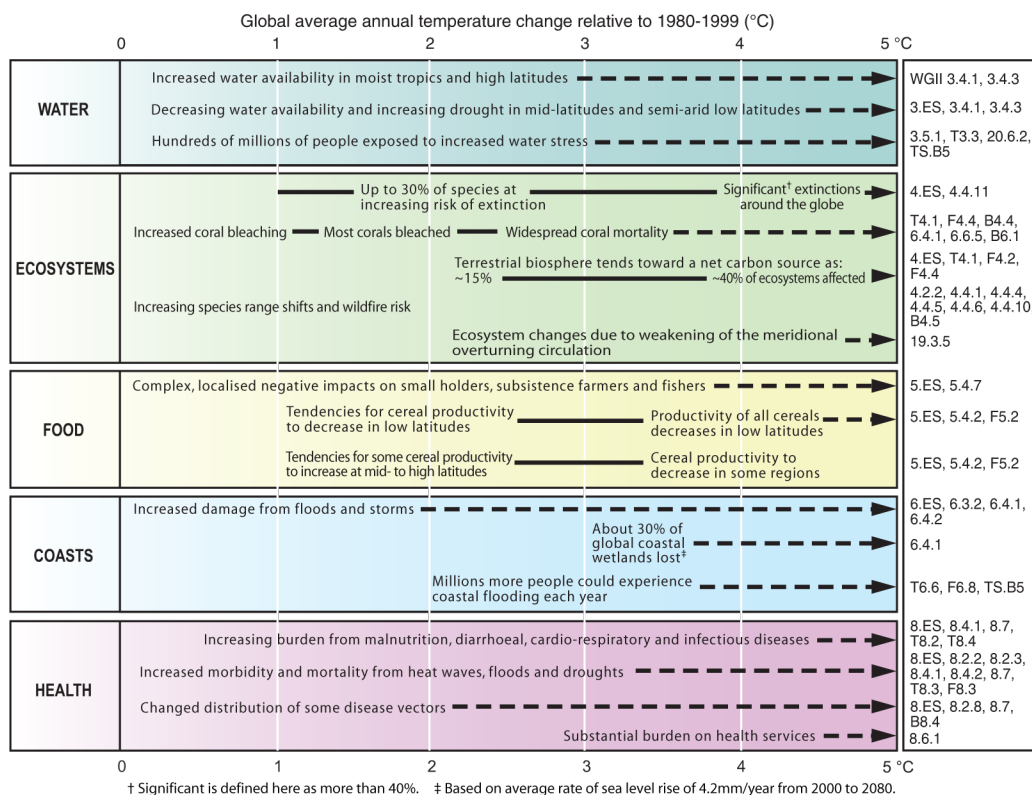 Global average annual temperature change relative to 1980-1999 (°C)
0 1 2 3 4 5 °C
WATER
Increased water availability in moist tropics and high latitudes
WGII 3.4.1, 3.4.3
Decreasing water availability and increasing drought in mid-latitudes and semi-arid low latitudes
3.ES, 3.4.1, 3.4.3
Hundreds of millions of people exposed to increased water stress
3.5.1, T3.3, 20.6.2,
TS.B5
ECOSYSTEMS
Up to 30% of species at
increasing risk of extinction
Significant† extinctions
around the globe
4.ES, 4.4.11
Increased coral bleaching Most corals bleached Widespread coral mortality
T4.1, F4.4, B4.4,
6.4.1, 6.6.5, B6.1
Terrestrial biosphere tends toward a net carbon source as:
~15% ~40% of ecosystems affected
4.ES, T4.1, F4.2,
F4.4
Increasing species range shifts and wildfire risk
4.2.2, 4.4.1, 4.4.4,
4.4.5, 4.4.6, 4.4.10,
B4.5
Ecosystem changes due to weakening of the meridional
overturning circulation
19.3.5
FOOD
Complex, localised negative impacts on small holders, subsistence farmers and fishers
5.ES, 5.4.7
Tendencies for cereal productivity
to decrease in low latitudes
Productivity of all cereals
decreases in low latitudes
5.ES, 5.4.2, F5.2
Tendencies for some cereal productivity
to increase at mid- to high latitudes
Cereal productivity to
decrease in some regions
5.ES, 5.4.2, F5.2
COASTS
Increased damage from floods and storms
6.ES, 6.3.2, 6.4.1,
6.4.2
About 30% of
global coastal
wetlands lost‡
6.4.1
Millions more people could experience
coastal flooding each year
T6.6, F6.8, TS.B5
HEALTH
Increasing burden from malnutrition, diarrhoeal, cardio-respiratory and infectious diseases
8.ES, 8.4.1, 8.7,
T8.2, T8.4
Increased morbidity and mortality from heat waves, floods and droughts
8.ES, 8.2.2, 8.2.3,
8.4.1, 8.4.2, 8.7,
T8.3, F8.3
Changed distribution of some disease vectors
8.ES, 8.2.8, 8.7,
B8.4
Substantial burden on health services
8.6.1
0 1 2 3 4 5 °C
† Significant is defined here as more than 40%. ‡ Based on average rate of sea level rise of 4.2mm/year from 2000 to 2080.